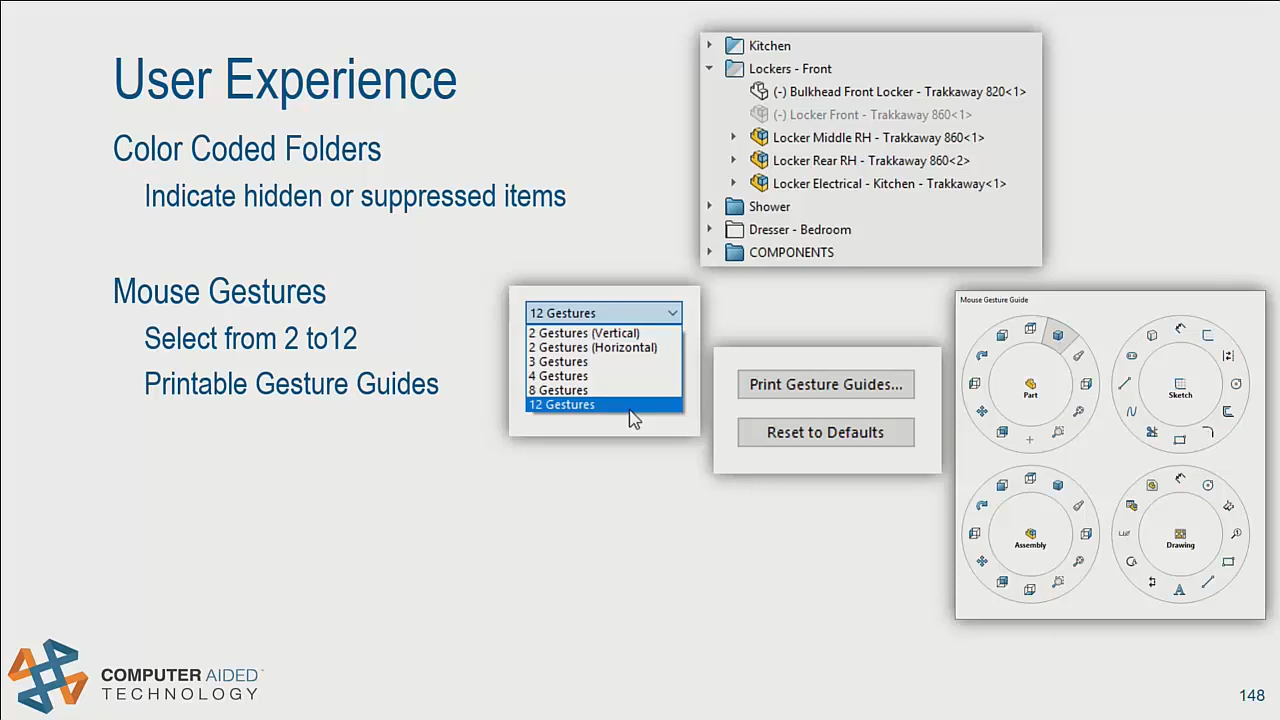 User Experience
Color Coded Folders
Indicate hidden or suppressed items
Mouse Gestures
Select from 2 to12
Printable Gesture Guides
Kitchen
Lockers - Front
(-) Bulkhead Front Locker - Trakkaway 820<1>
(-) Locker Front - Trakkaway 860<1>
Locker Middle RH - Trakkaway 860<1>
Locker Rear RH - Trakkaway 860<2>
Locker Electrical - Kitchen - Trakkaway<1>
Shower
Dresser - Bedroom
COMPONENTS
12 Gestures
2 Gestures (Vertical)
2 Gestures (Horizontal)
3 Gestures
4 Gestures
8 Gestures
12 Gestures
Print Gesture Guides...
Reset to Defaults
Mouse Gesture Guide
Part
Sketch
Assembly
Drawing
COMPUTER AIDED
TECHNOLOGY
148